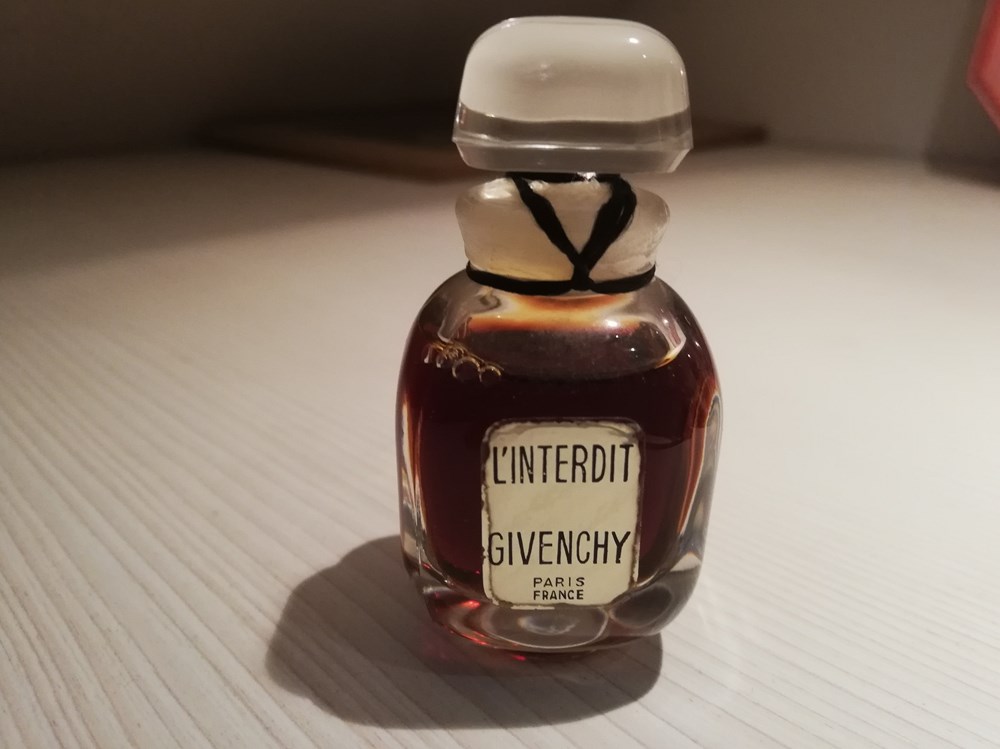 L'INTERDIT
GIVENCHY
PARIS
FRANCE